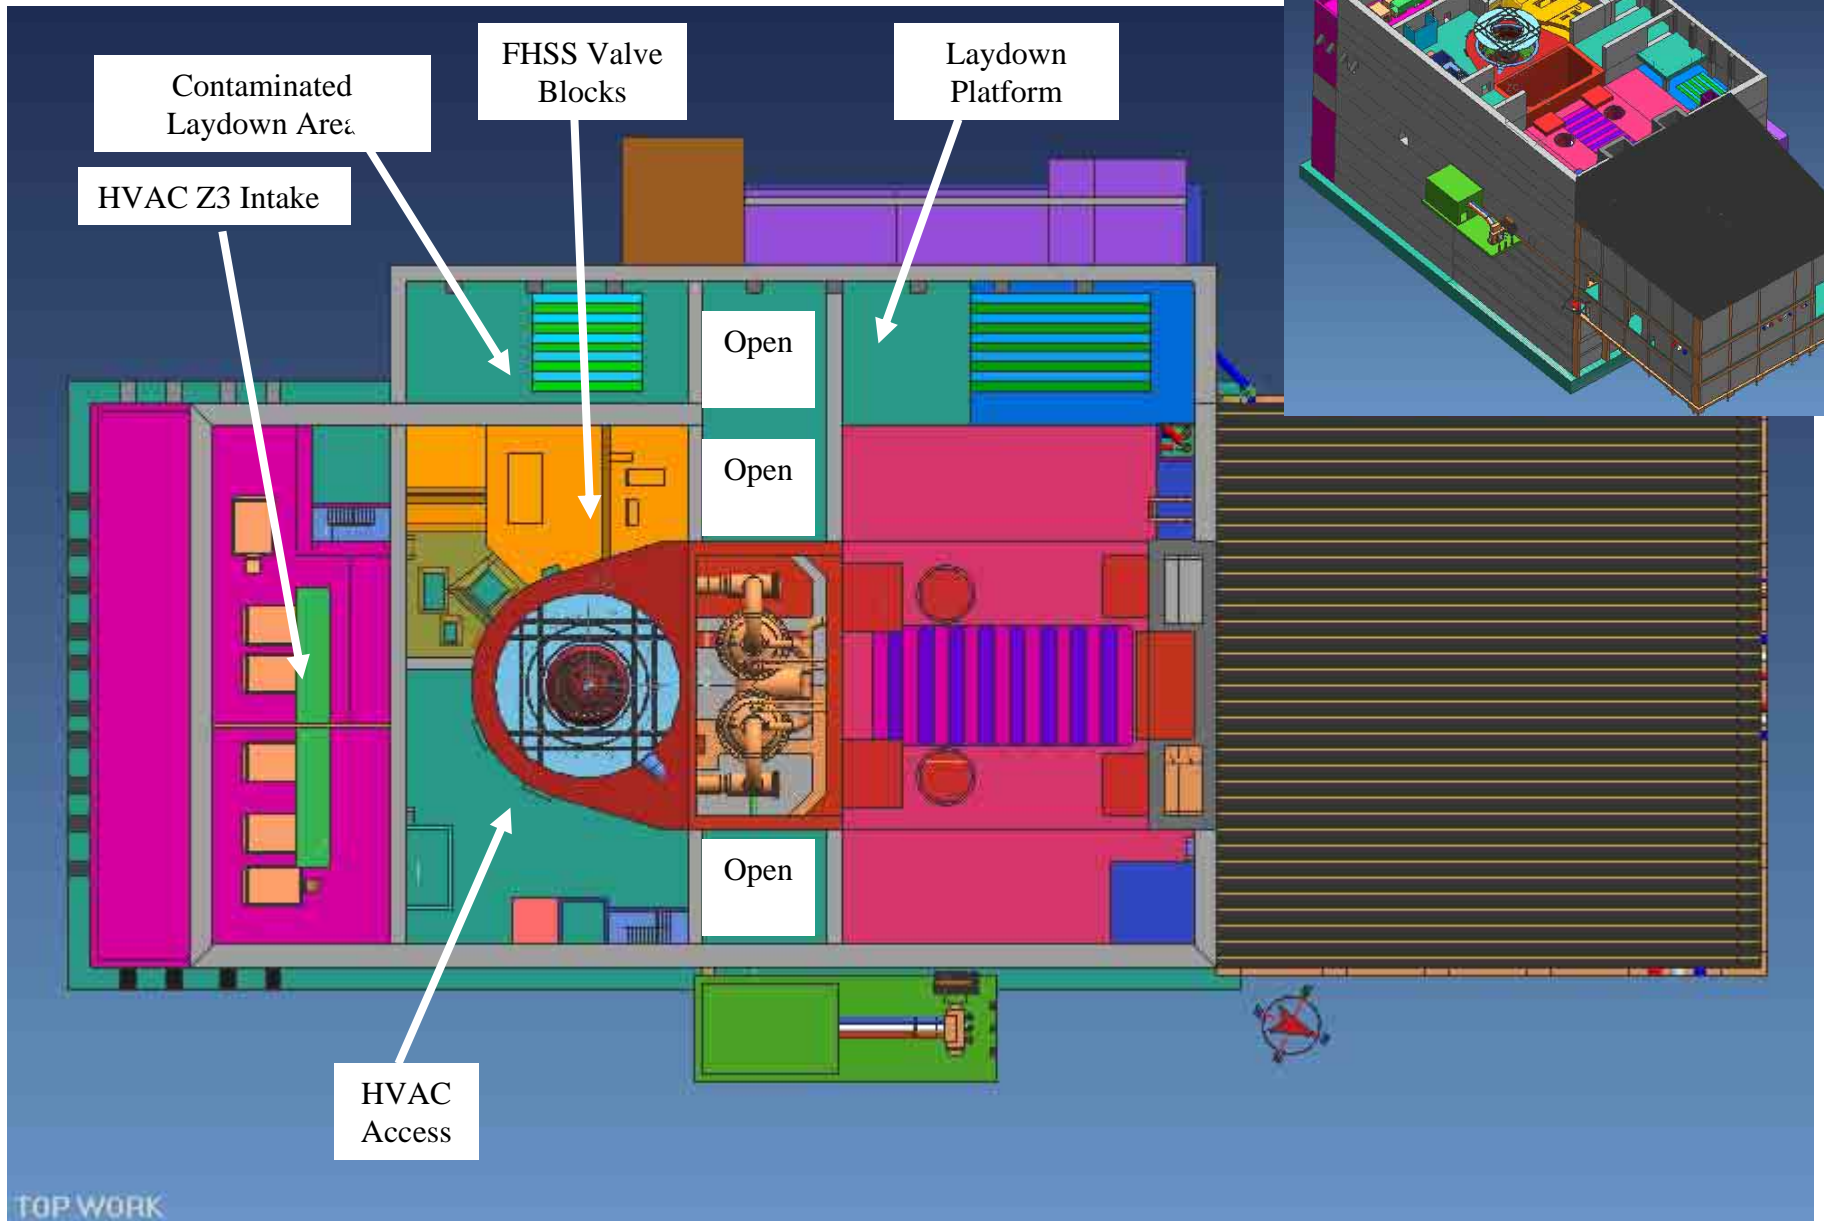 FHSS Valve
Blocks
Laydown
Platform
Contaminated
Laydown Area
HVAC Z3 Intake
Open
Open
Open
HVAC
Access
TOP WORK